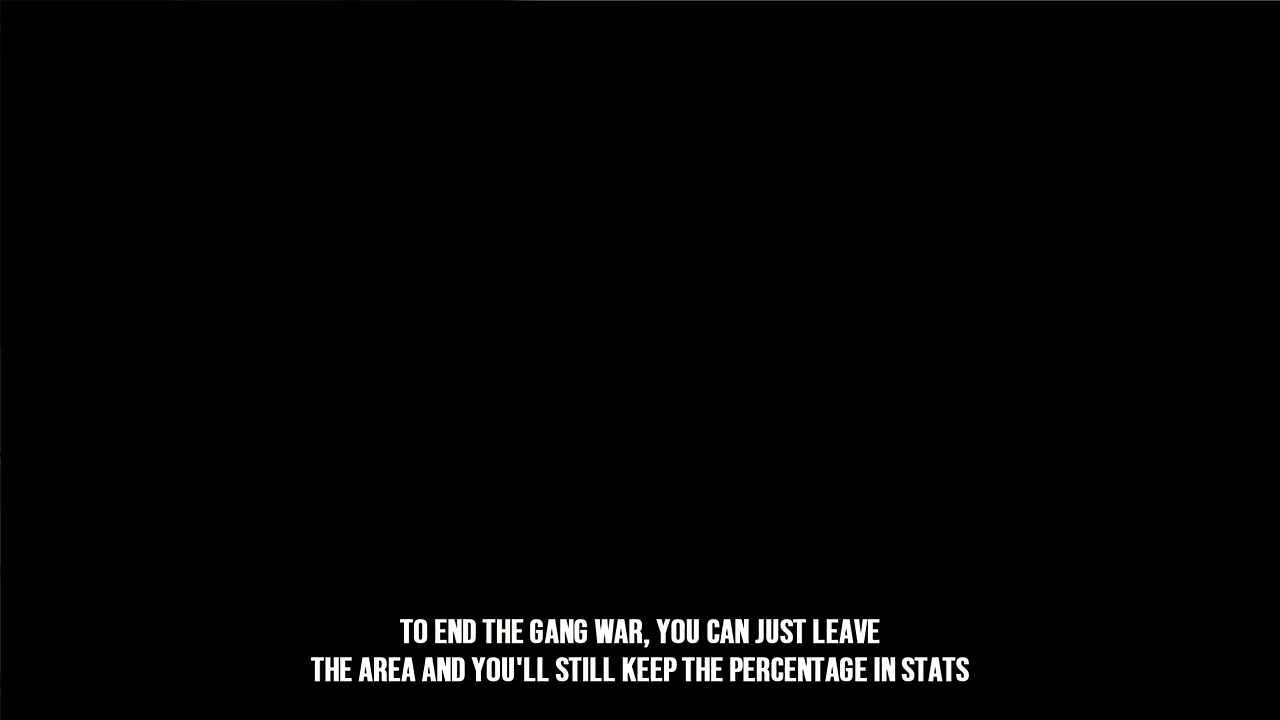 TO END THE GANG WAR, YOU CAN JUST LEAVE
THE AREA AND YOU'LL STILL KEEP THE PERCENTAGE IN STATS